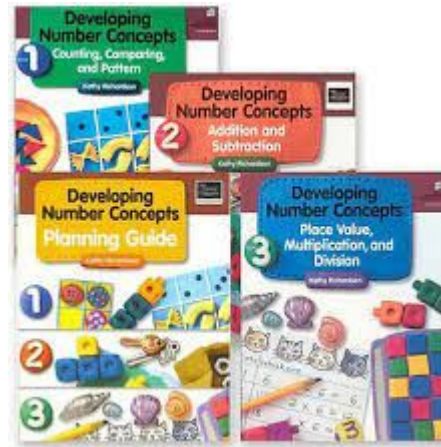 Developing
Number Concepts
1
Counting, Comparing,
and Pattern
Kathy Richardson
Developing
Number Concepts
2
Addition and
Subtraction
Kathy Richardson
Developing
Number Concepts
Planning Guide
Kathy Richardson
1
2
3
Developing
Number Concepts
3
Place Value,
Multiplication, and
Division
Kathy Richardson